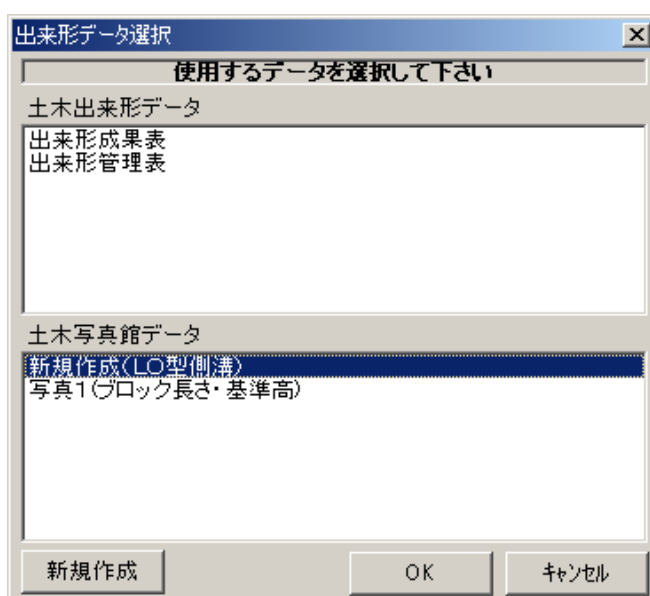 出来形データ選択
使用するデータを選択して下さい
土木出来形データ
出来形成果表
出来形管理表
土木写真館データ
新規作成(LO型側溝)
写真1(ブロック長さ・基準高)
新規作成
OK
キャンセル